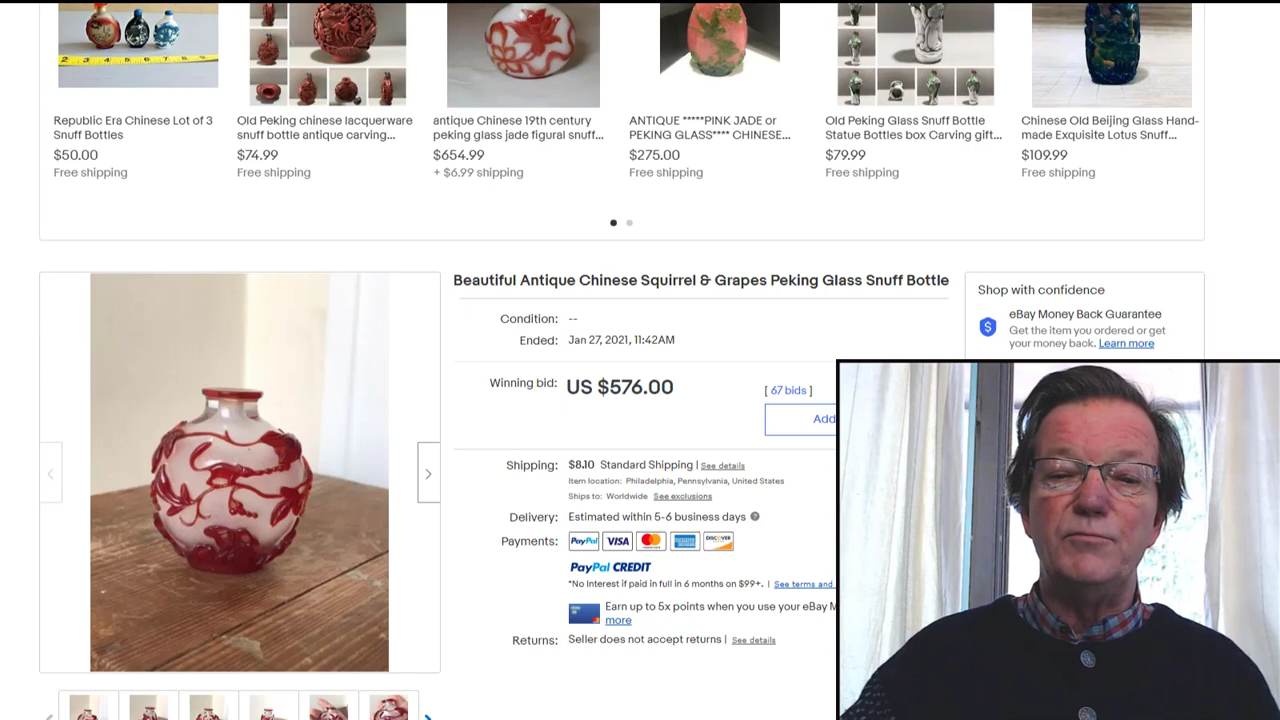 Republic Era Chinese Lot of 3
Snuff Bottles
$50.00
Free shipping
Old Peking chinese lacquerware
snuff bottle antique carving...
$74.99
Free shipping
antique Chinese 19th century
peking glass jade figural snuff...
$654.99
+ $6.99 shipping
ANTIQUE *****PINK JADE or
PEKING GLASS**** CHINESE...
$275.00
Free shipping
Old Peking Glass Snuff Bottle
Statue Bottles box Carving gift...
$79.99
Free shipping
Chinese Old Beijing Glass Hand-
made Exquisite Lotus Snuff...
$109.99
Free shipping
Beautiful Antique Chinese Squirrel & Grapes Peking Glass Snuff Bottle
Condition: --
Ended: Jan 27, 2021, 11:42AM
Winning bid: US $576.00
[ 67 bids ]
Add
Shipping: $8.10 Standard Shipping | See details
Item location: Philadelphia, Pennsylvania, United States
Ships to: Worldwide See exclusions
Delivery: Estimated within 5-6 business days
Payments: PayPal VISA MasterCard AMERICAN EXPRESS DISCOVER
PayPal CREDIT
*No Interest if paid in full in 6 months on $99+. | See terms and
Earn up to 5x points when you use your eBay M
more
Returns: Seller does not accept returns | See details
Shop with confidence
eBay Money Back Guarantee
Get the item you ordered or get
your money back. Learn more